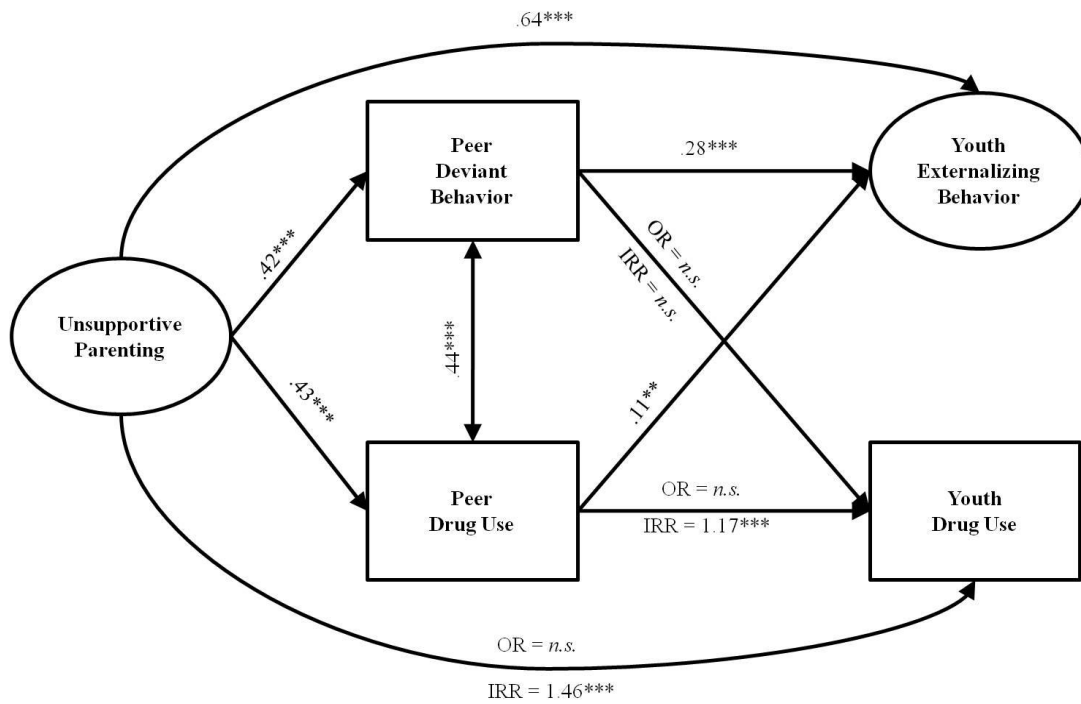 .64***
Peer
Deviant
Behavior
.28***
Youth
Externalizing
Behavior
.42***
OR = n.s.
IRR = n.s.
Unsupportive
Parenting
.44***
.43***
.11**
Peer
Drug Use
OR = n.s.
IRR = 1.17***
Youth
Drug Use
OR = n.s.
IRR = 1.46***